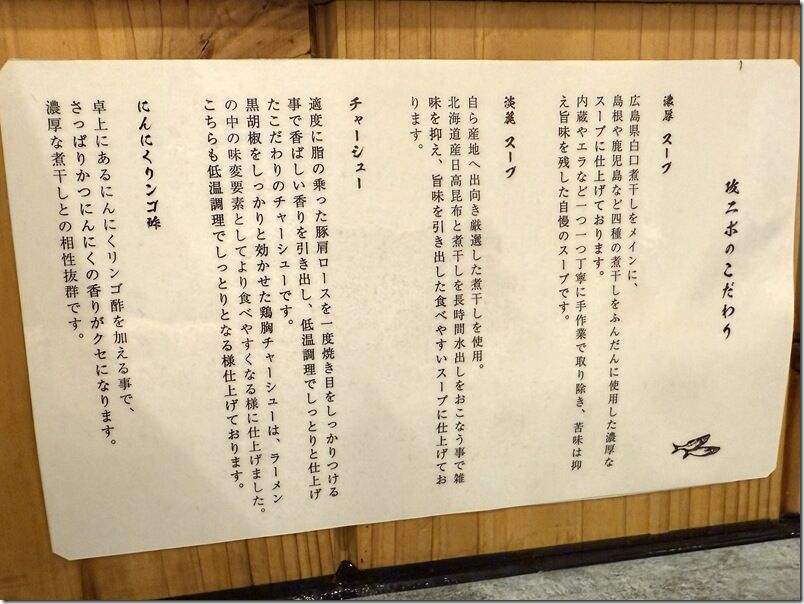 攻ニボのこだわり
濃厚 スープ
広島県白口煮干しをメインに、
島根や鹿児島など四種の煮干しをふんだんに使用した濃厚な
スープに仕上げております。
内蔵やエラなど一つ一つ丁寧に手作業で取り除き、苦味は抑
え旨味を残した自慢のスープです。
淡麗 スープ
自ら産地へ出向き厳選した煮干しを使用。
北海道産日高昆布と煮干しを長時間水出しをおこなう事で雑
味を抑え、旨味を引き出した食べやすいスープに仕上げてお
ります。
チャーシュー
適度に脂の乗った豚肩ロースを一度焼き目をしっかりつける
事で香ばしい香りを引き出し、低温調理でしっとりと仕上げ
たこだわりのチャーシューです。
黒胡椒をしっかりと効かせた鶏胸チャーシューは、ラーメン
の中の味変要素としてより食べやすくなる様に仕上げました。
こちらも低温調理でしっとりとなる様仕上げております。
にんにくリンゴ酢
卓上にあるにんにくリンゴ酢を加える事で、
さっぱりかつにんにくの香りがクセになります。
濃厚な煮干しとの相性抜群です。